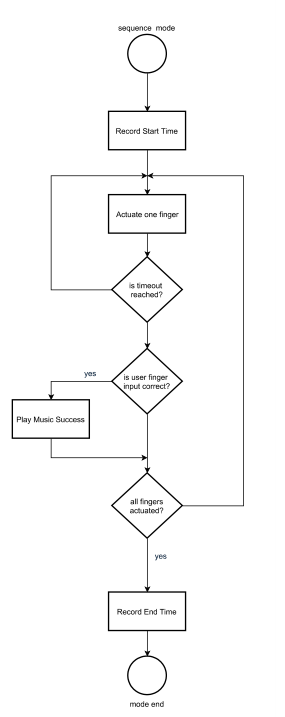 sequence mode
Record Start Time
Actuate one finger
is timeout
reached?
is user finger
input correct?
yes
Play Music Success
all fingers
actuated?
yes
Record End Time
mode end